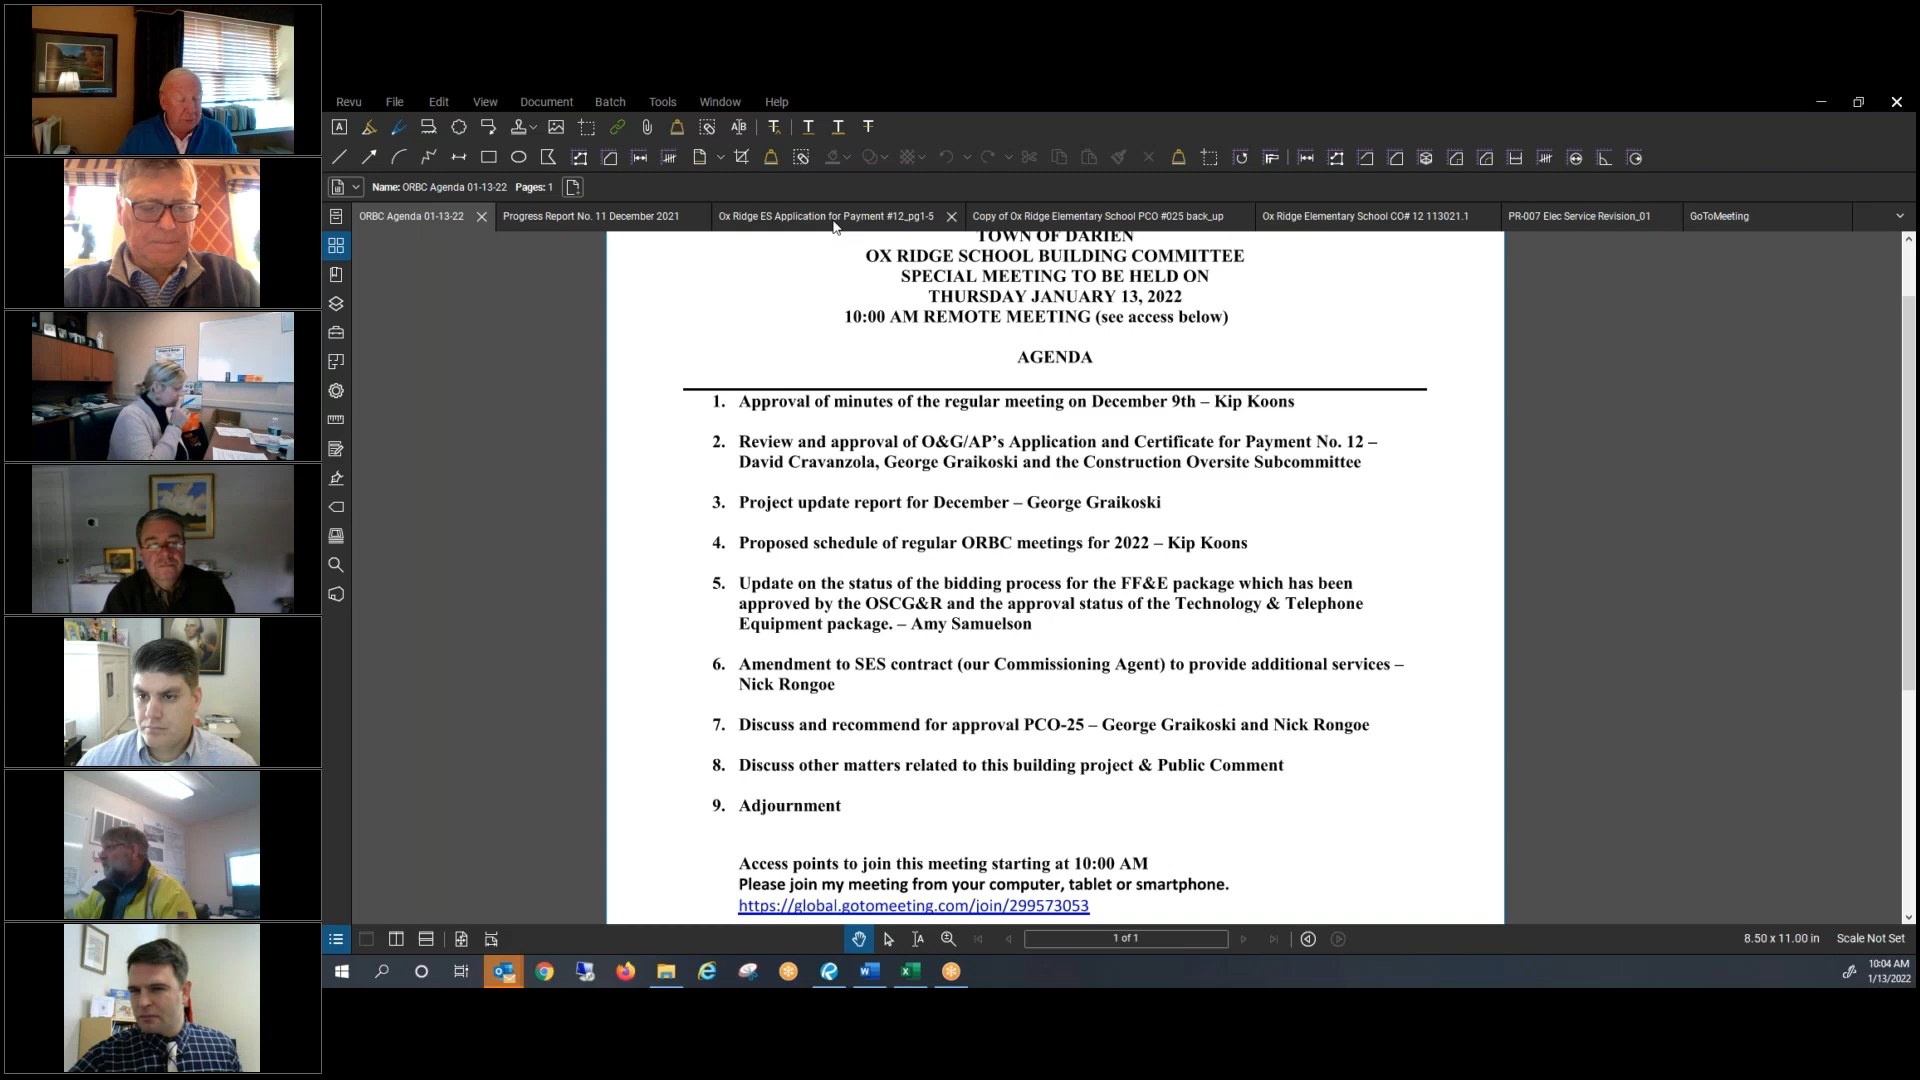 Revu File Edit View Document Batch Tools Window Help
Name: ORBC Agenda 01-13-22 Pages: 1
ORBC Agenda 01-13-22 Progress Report No. 11 December 2021 Ox Ridge ES Application for Payment #12_pg1-5 Copy of Ox Ridge Elementary School PCO #025 back_up Ox Ridge Elementary School CO# 12 113021.1 PR-007 Elec Service Revision_01 GoToMeeting
TOWN OF DARIEN
OX RIDGE SCHOOL BUILDING COMMITTEE
SPECIAL MEETING TO BE HELD ON
THURSDAY JANUARY 13, 2022
10:00 AM REMOTE MEETING (see access below)
AGENDA
1. Approval of minutes of the regular meeting on December 9th – Kip Koons
2. Review and approval of O&G/AP's Application and Certificate for Payment No. 12 –
David Cravanzola, George Graikoski and the Construction Oversite Subcommittee
3. Project update report for December – George Graikoski
4. Proposed schedule of regular ORBC meetings for 2022 – Kip Koons
5. Update on the status of the bidding process for the FF&E package which has been
approved by the OSCG&R and the approval status of the Technology & Telephone
Equipment package. – Amy Samuelson
6. Amendment to SES contract (our Commissioning Agent) to provide additional services –
Nick Rongoe
7. Discuss and recommend for approval PCO-25 – George Graikoski and Nick Rongoe
8. Discuss other matters related to this building project & Public Comment
9. Adjournment
Access points to join this meeting starting at 10:00 AM
Please join my meeting from your computer, tablet or smartphone.
https://global.gotomeeting.com/join/299573053
1 of 1 8.50 x 11.00 in Scale Not Set
10:04 AM
1/13/2022